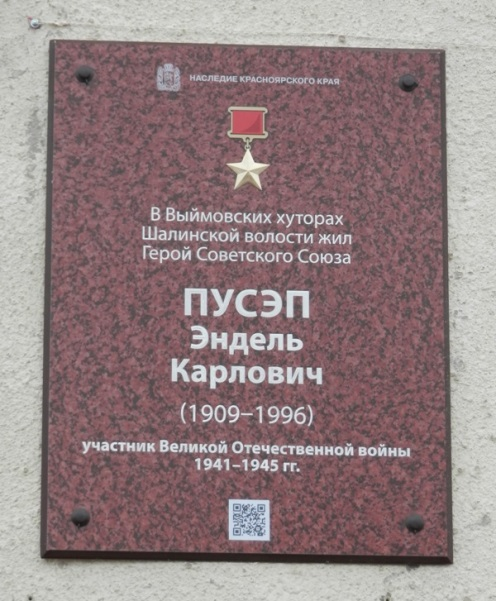 НАСЛЕДИЕ КРАСНОЯРСКОГО КРАЯ
В Выймовских хуторах
Шалинской волости жил
Герой Советского Союза
ПУСЭП
Эндель
Карлович
(1909–1996)
участник Великой Отечественной войны
1941–1945 гг.